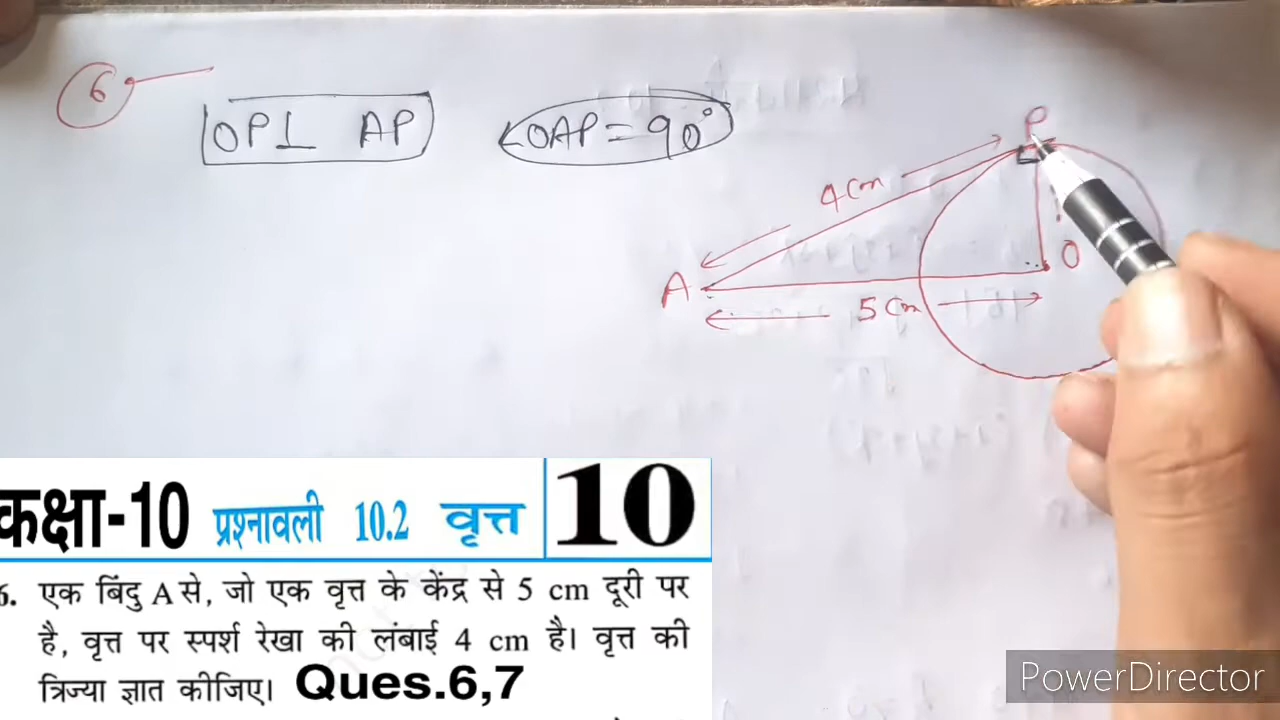 6
OP⊥ AP
∠OAP = 90°
P
4 cm
A
O
5 cm
कक्षा-10 प्रश्नावली 10.2 वृत्त 10
6. एक बिंदु A से, जो एक वृत्त के केंद्र से 5 cm दूरी पर
है, वृत्त पर स्पर्श रेखा की लंबाई 4 cm है। वृत्त की
त्रिज्या ज्ञात कीजिए। Ques.6,7
PowerDirector